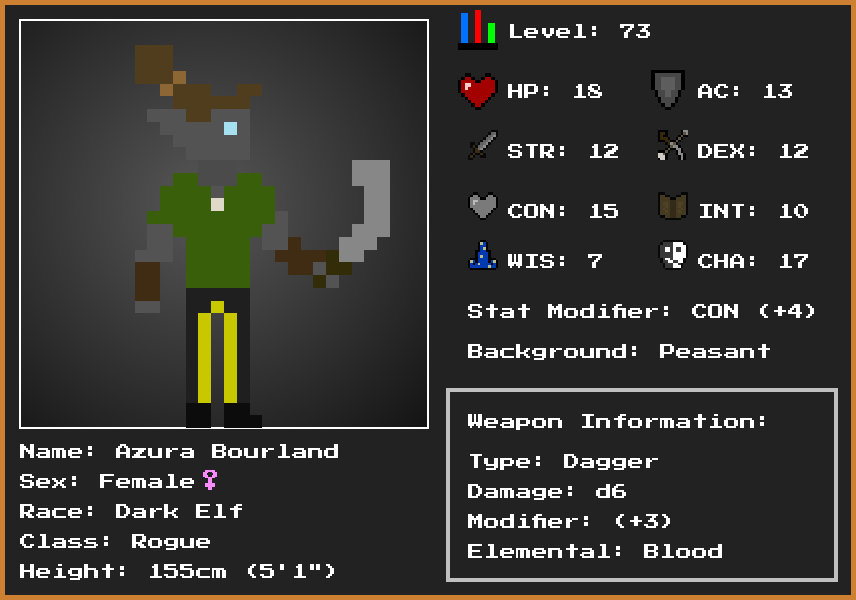 Level: 73
HP: 18 AC: 13
STR: 12 DEX: 12
CON: 15 INT: 10
WIS: 7 CHA: 17
Stat Modifier: CON (+4)
Background: Peasant
Weapon Information:
Type: Dagger
Damage: d6
Modifier: (+3)
Elemental: Blood
Name: Azura Bourland
Sex: Female♀
Race: Dark Elf
Class: Rogue
Height: 155cm (5'1")